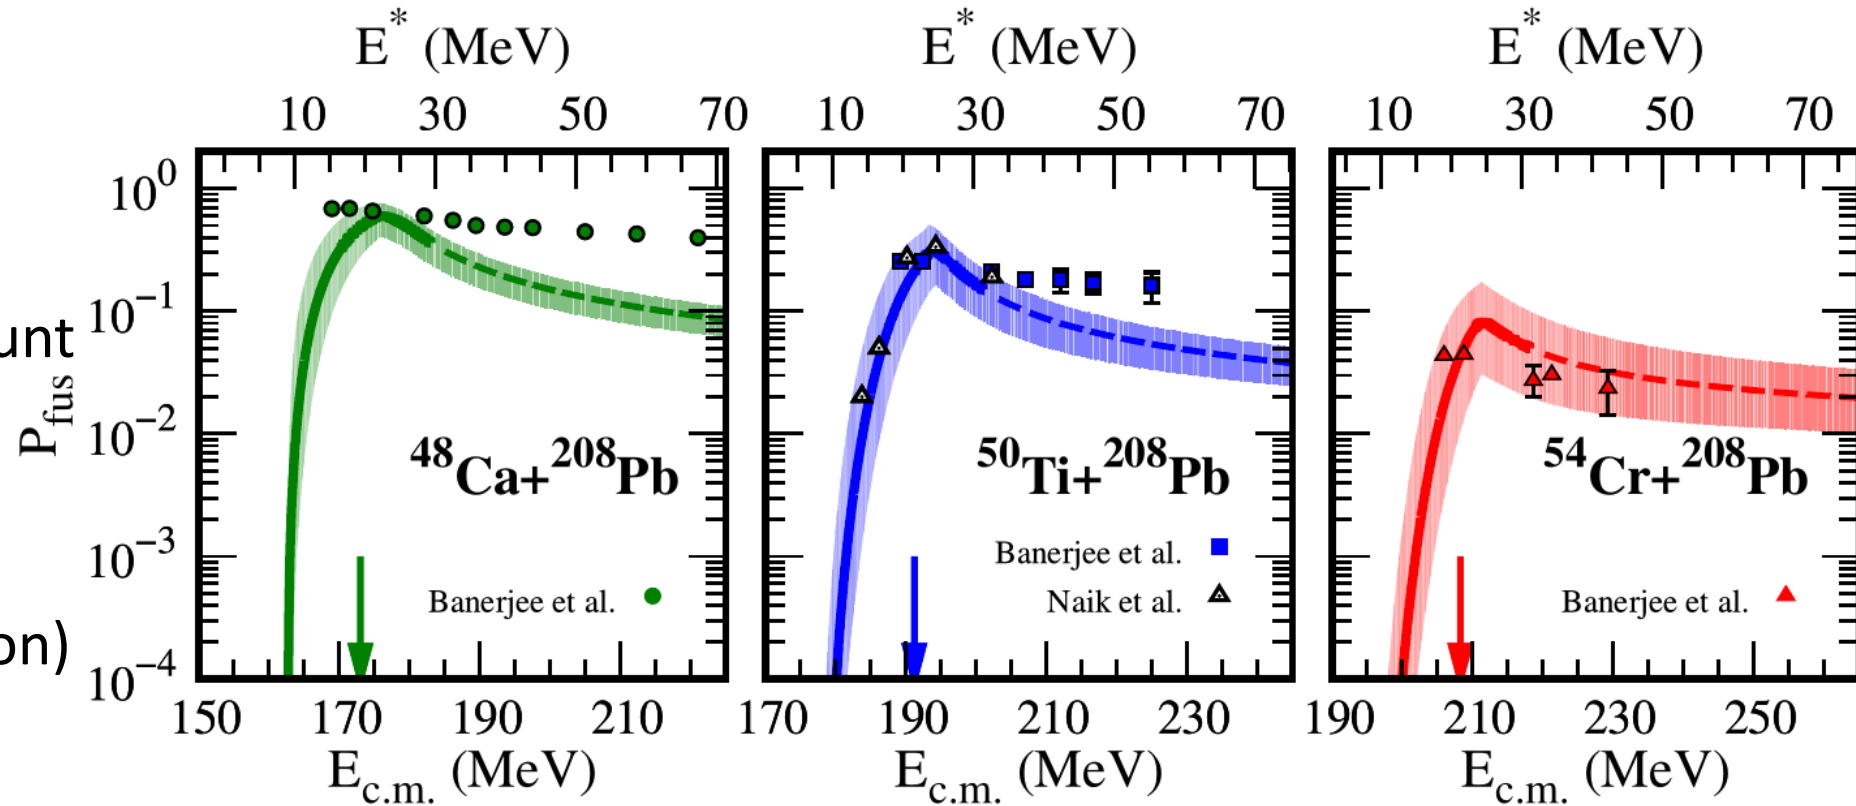 E* (MeV) E* (MeV) E* (MeV)
10 30 50 70 10 30 50 70 10 30 50 70
10^0
10^-1
unt
P_fus
10^-2
48Ca+208Pb 50Ti+208Pb 54Cr+208Pb
10^-3
Banerjee et al.
Banerjee et al. Naik et al. Banerjee et al.
on)
10^-4
150 170 190 210 170 190 210 230 190 210 230 250
E_c.m. (MeV) E_c.m. (MeV) E_c.m. (MeV)